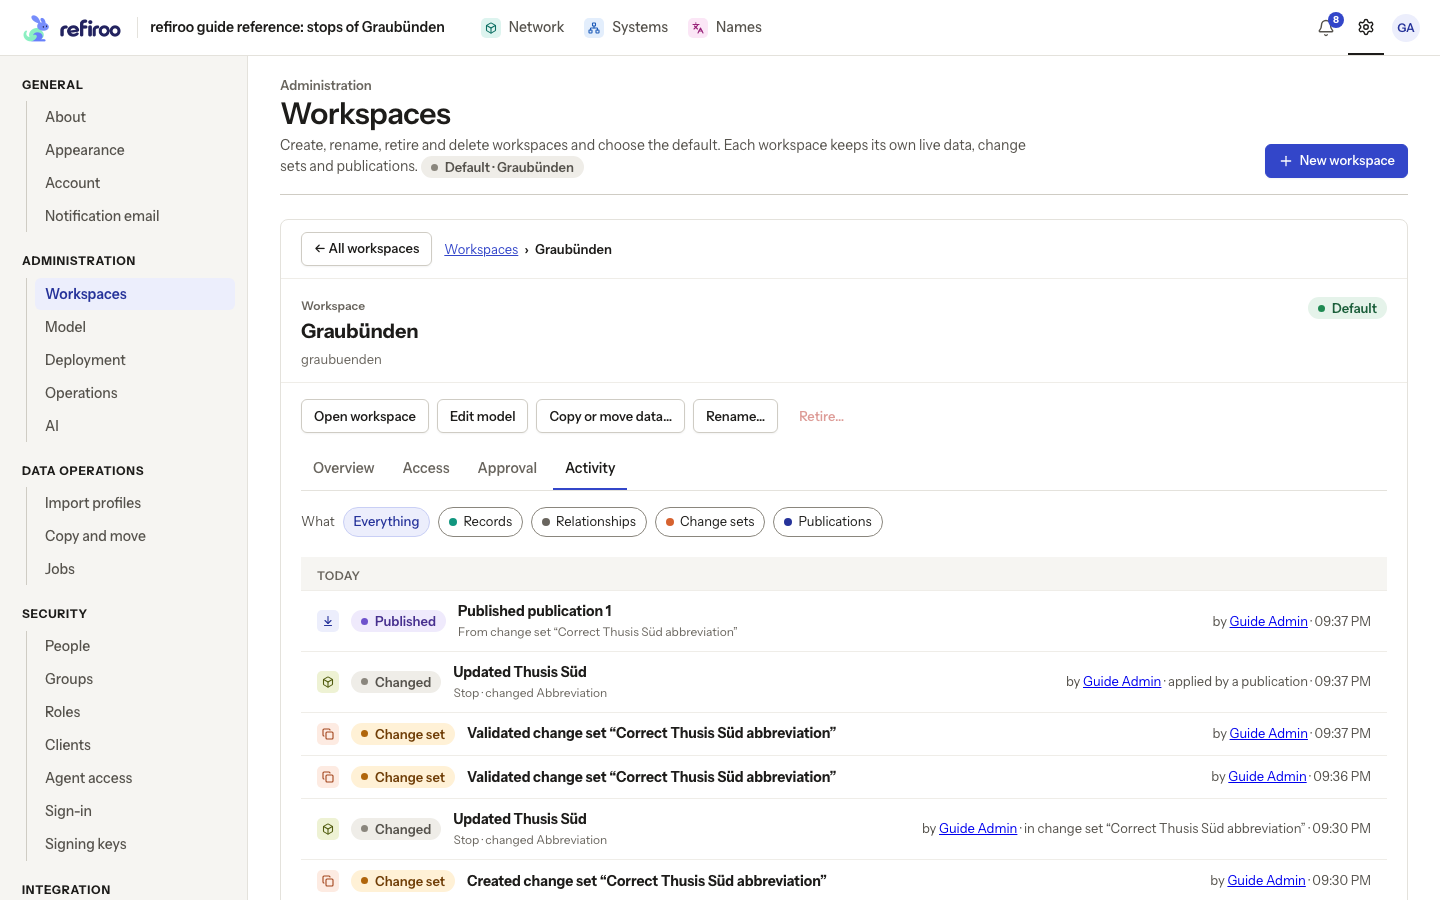 refiroo
refiroo guide reference: stops of Graubünden
Network
Systems
Names
8
GA
GENERAL
About
Appearance
Account
Notification email
ADMINISTRATION
Workspaces
Model
Deployment
Operations
AI
DATA OPERATIONS
Import profiles
Copy and move
Jobs
SECURITY
People
Groups
Roles
Clients
Agent access
Sign-in
Signing keys
INTEGRATION
Administration
Workspaces
Create, rename, retire and delete workspaces and choose the default. Each workspace keeps its own live data, change
sets and publications. Default · Graubünden
+ New workspace
← All workspaces
Workspaces › Graubünden
Workspace
Graubünden
graubuenden
Default
Open workspace
Edit model
Copy or move data...
Rename...
Retire...
Overview
Access
Approval
Activity
What
Everything
Records
Relationships
Change sets
Publications
TODAY
Published
Published publication 1
From change set “Correct Thusis Süd abbreviation”
by Guide Admin · 09:37 PM
Changed
Updated Thusis Süd
Stop · changed Abbreviation
by Guide Admin · applied by a publication · 09:37 PM
Change set
Validated change set “Correct Thusis Süd abbreviation”
by Guide Admin · 09:37 PM
Change set
Validated change set “Correct Thusis Süd abbreviation”
by Guide Admin · 09:36 PM
Changed
Updated Thusis Süd
Stop · changed Abbreviation
by Guide Admin · in change set “Correct Thusis Süd abbreviation” · 09:30 PM
Change set
Created change set “Correct Thusis Süd abbreviation”
by Guide Admin · 09:30 PM